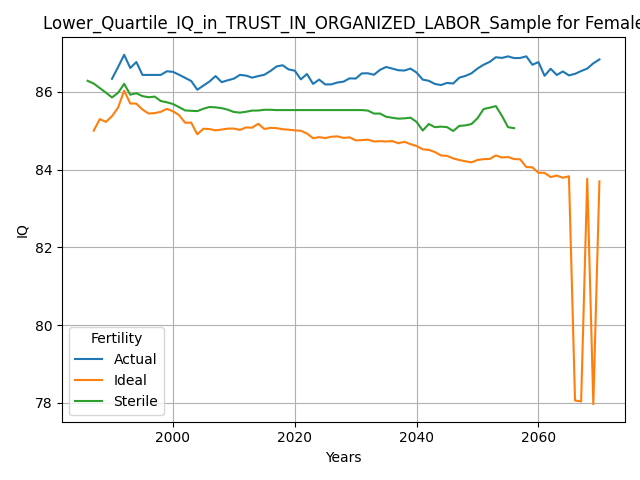 Lower_Quartile_IQ_in_TRUST_IN_ORGANIZED_LABOR_Sample for Female
86
84
82
80
78
IQ
Fertility
Actual
Ideal
Sterile
2000 2020 2040 2060
Years